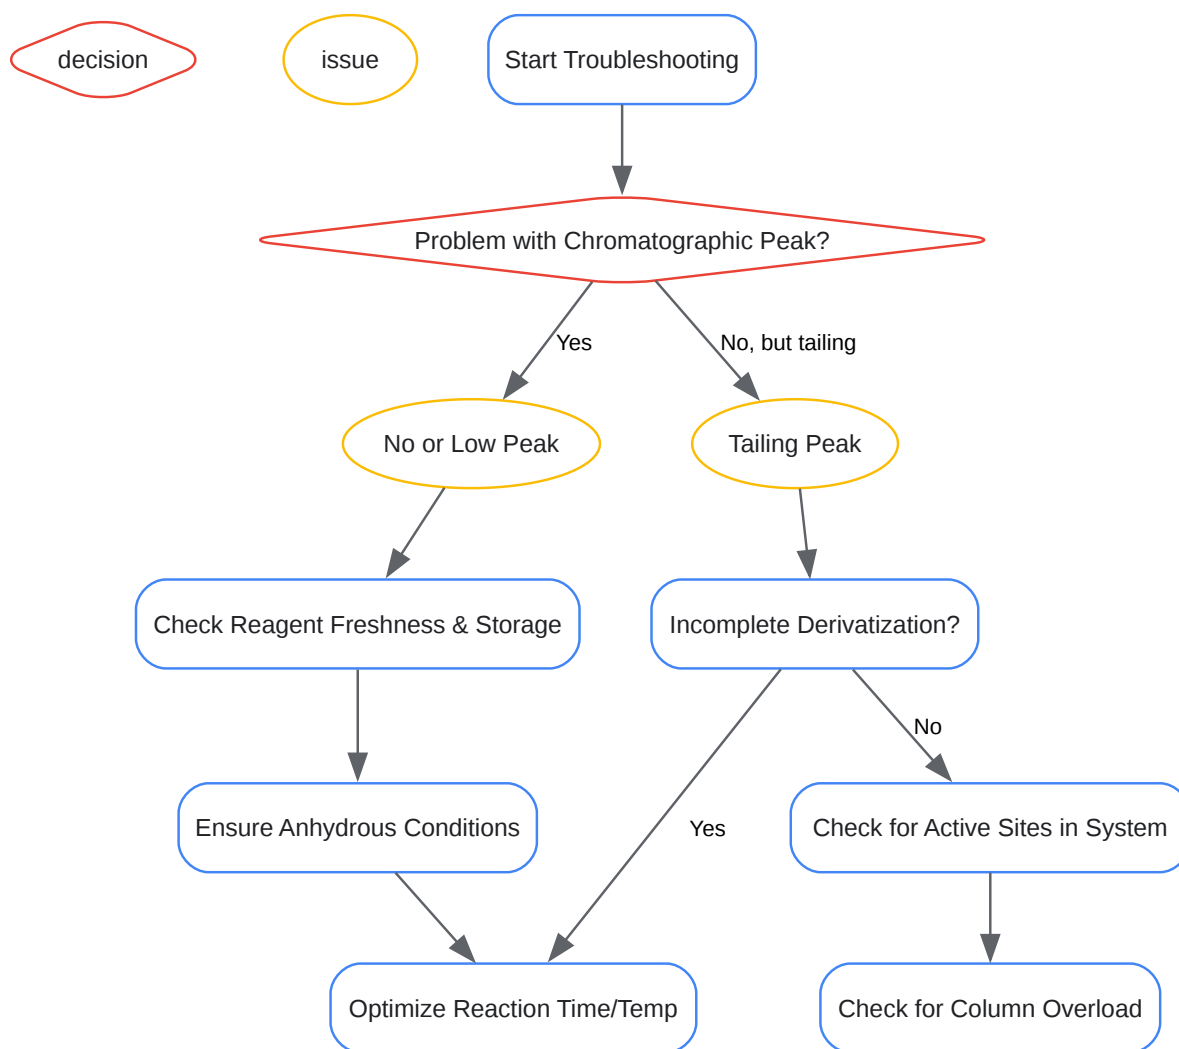 decision
issue
Start Troubleshooting
Problem with Chromatographic Peak?
Yes
No, but tailing
No or Low Peak
Tailing Peak
Check Reagent Freshness & Storage
Incomplete Derivatization?
No
Ensure Anhydrous Conditions
Yes
Check for Active Sites in System
Optimize Reaction Time/Temp
Check for Column Overload